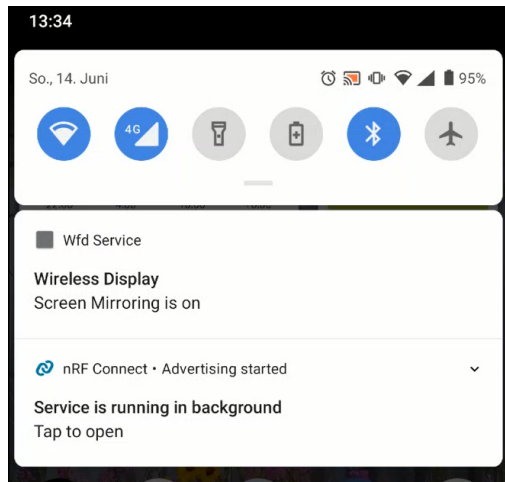 13:34
So., 14. Juni 95%
4G
Wfd Service
Wireless Display
Screen Mirroring is on
nRF Connect • Advertising started
Service is running in background
Tap to open